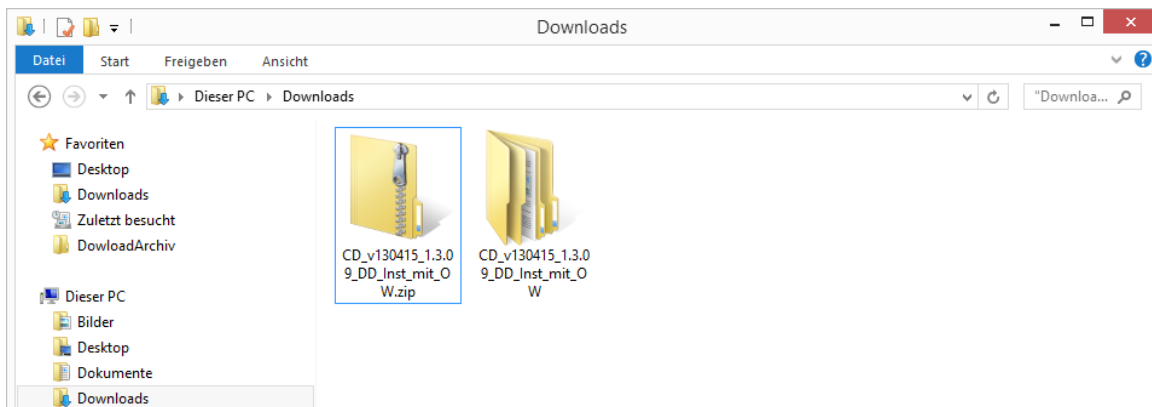 Downloads
Datei Start Freigeben Ansicht
Dieser PC Downloads "Downloa...
Favoriten
Desktop
Downloads
Zuletzt besucht
DowloadArchiv
Dieser PC
Bilder
Desktop
Dokumente
Downloads
CD_v130415_1.3.0
9_DD_Inst_mit_O
W.zip
CD_v130415_1.3.0
9_DD_Inst_mit_O
W